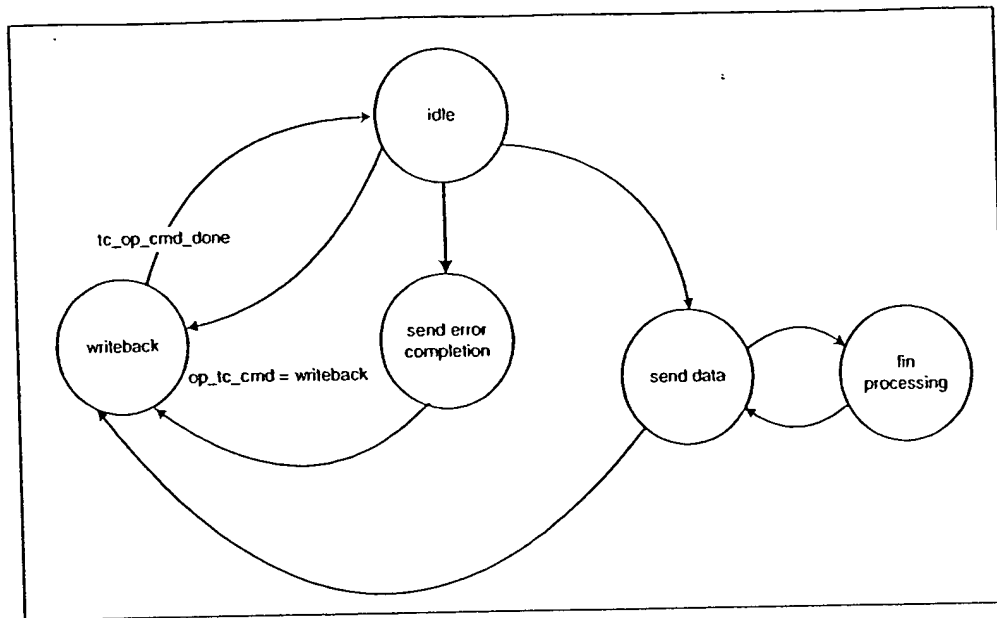 idle
tc_op_cmd_done
send error
completion
writeback
fin
processing
send data
op_tc_cmd = writeback